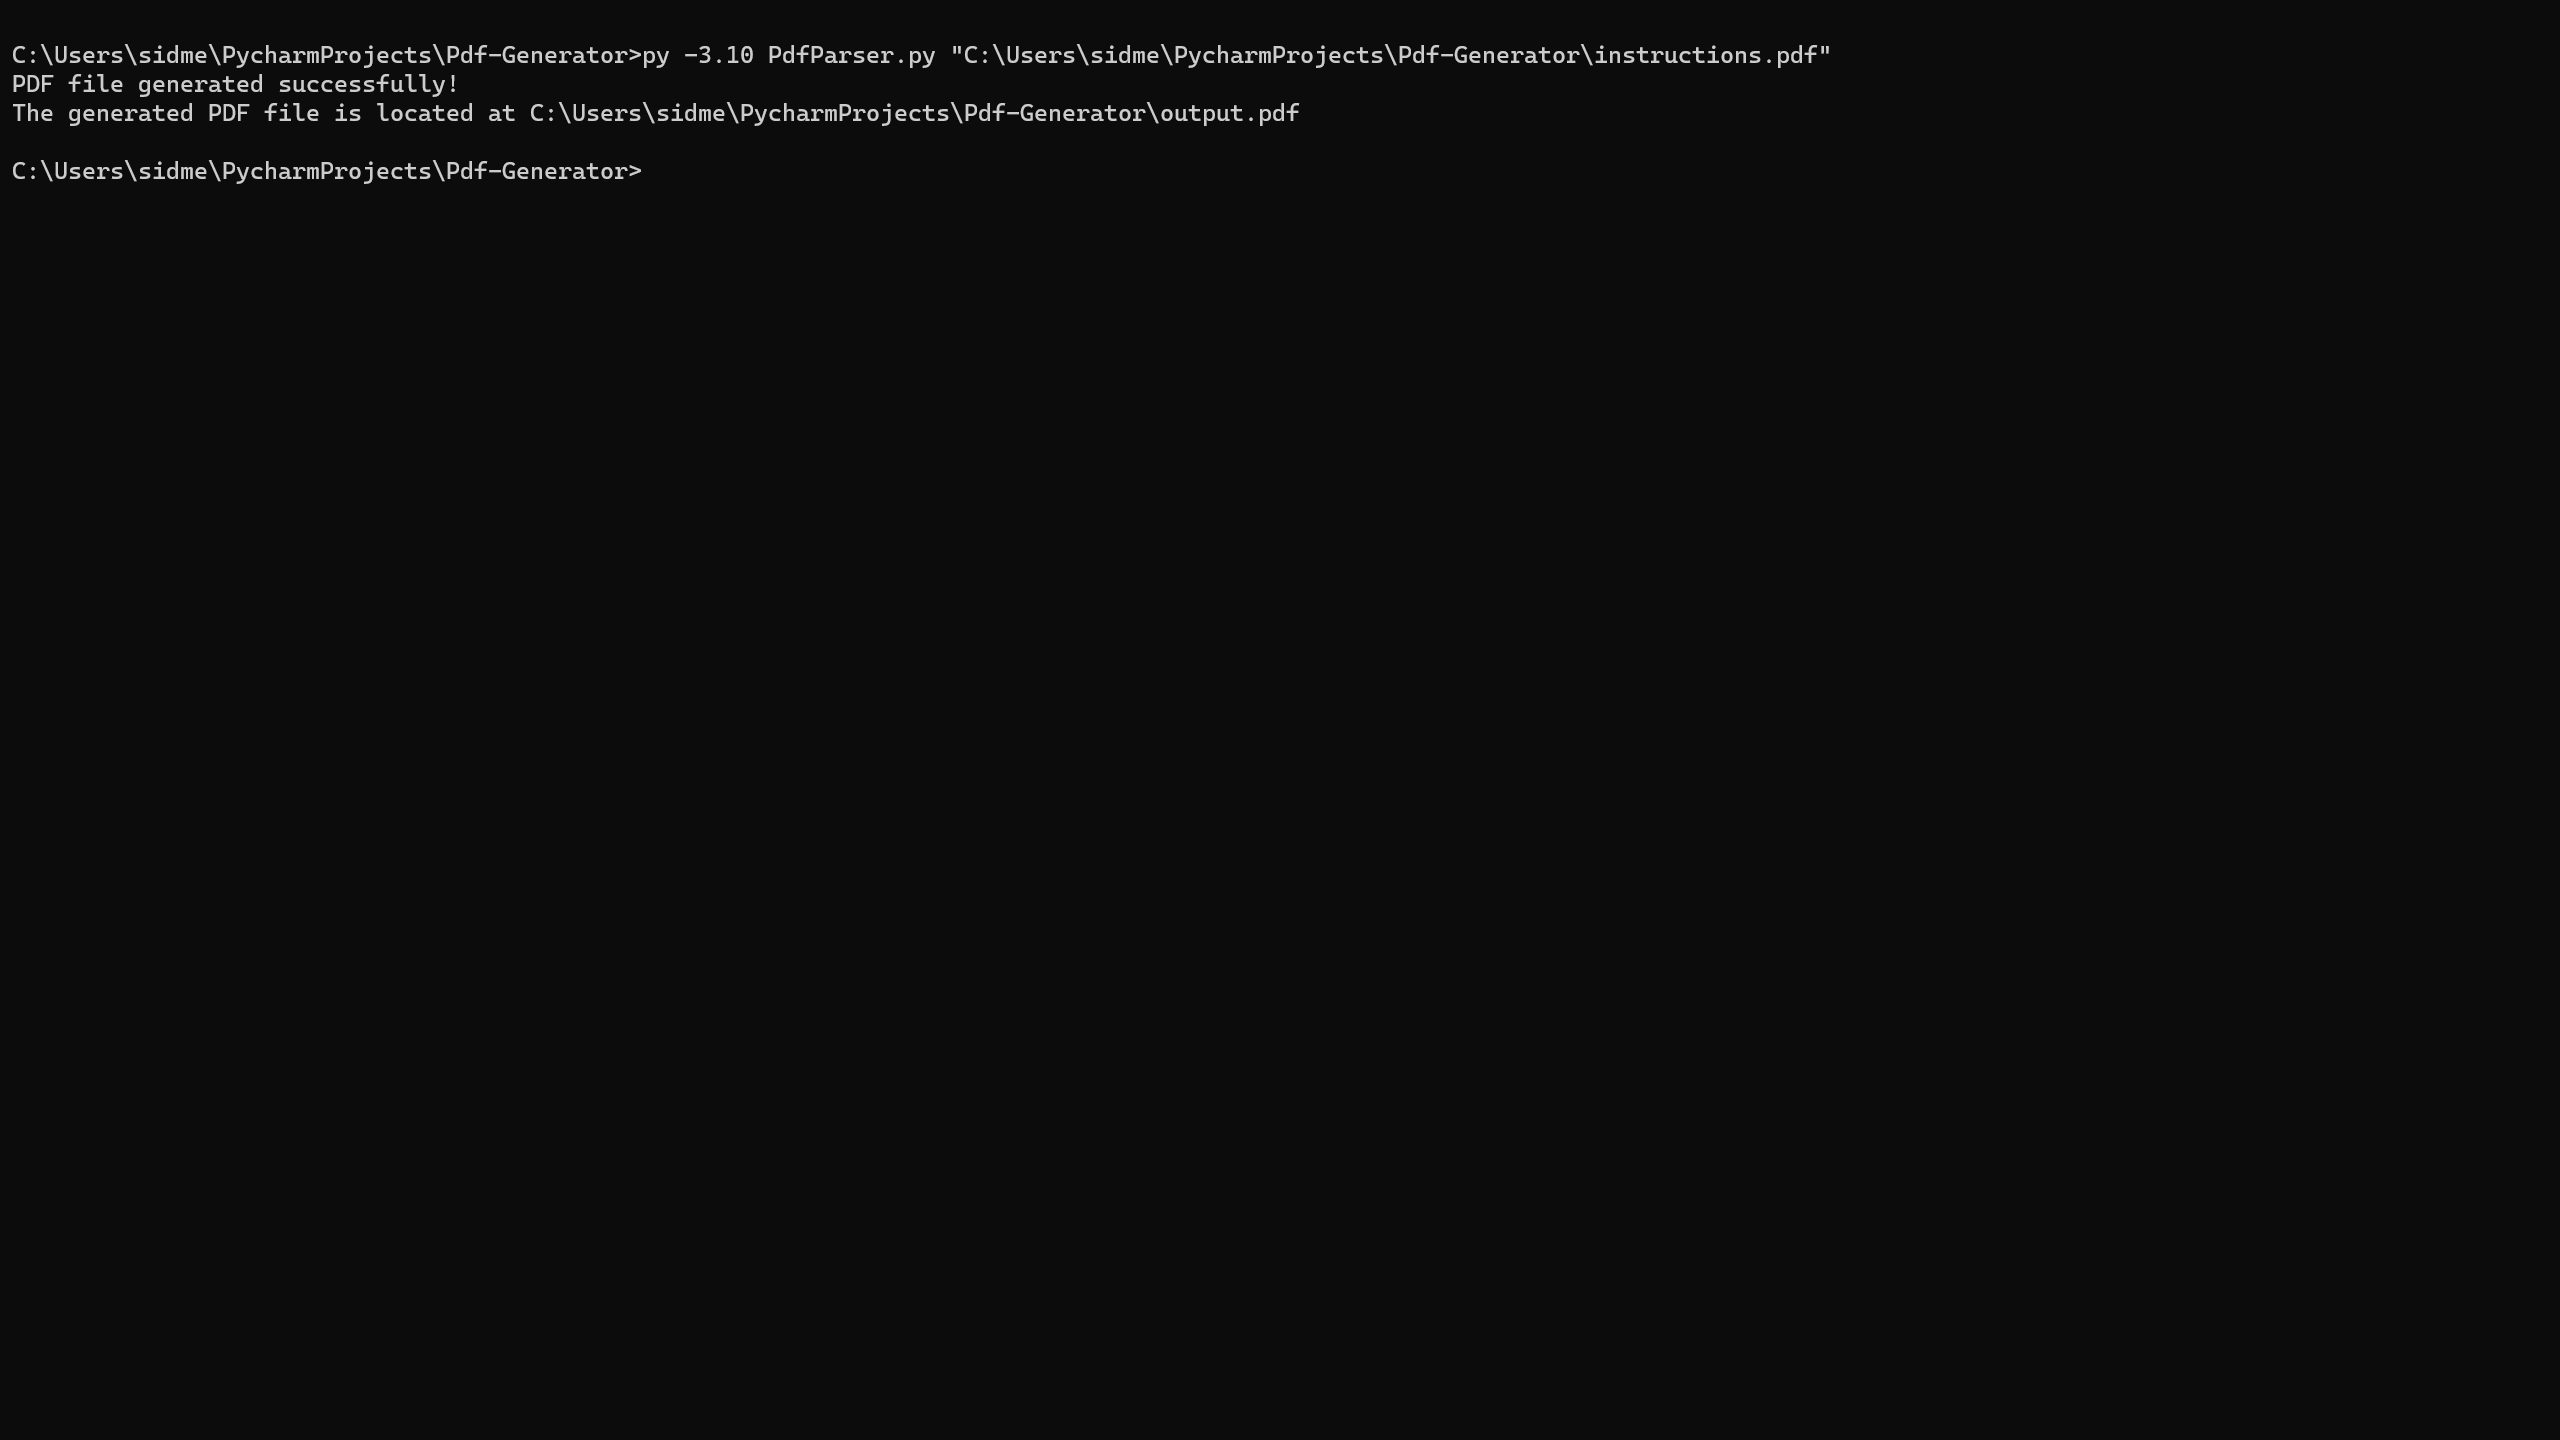 C:\Users\sidme\PycharmProjects\Pdf-Generator>py -3.10 PdfParser.py "C:\Users\sidme\PycharmProjects\Pdf-Generator\instructions.pdf"
PDF file generated successfully!
The generated PDF file is located at C:\Users\sidme\PycharmProjects\Pdf-Generator\output.pdf
C:\Users\sidme\PycharmProjects\Pdf-Generator>